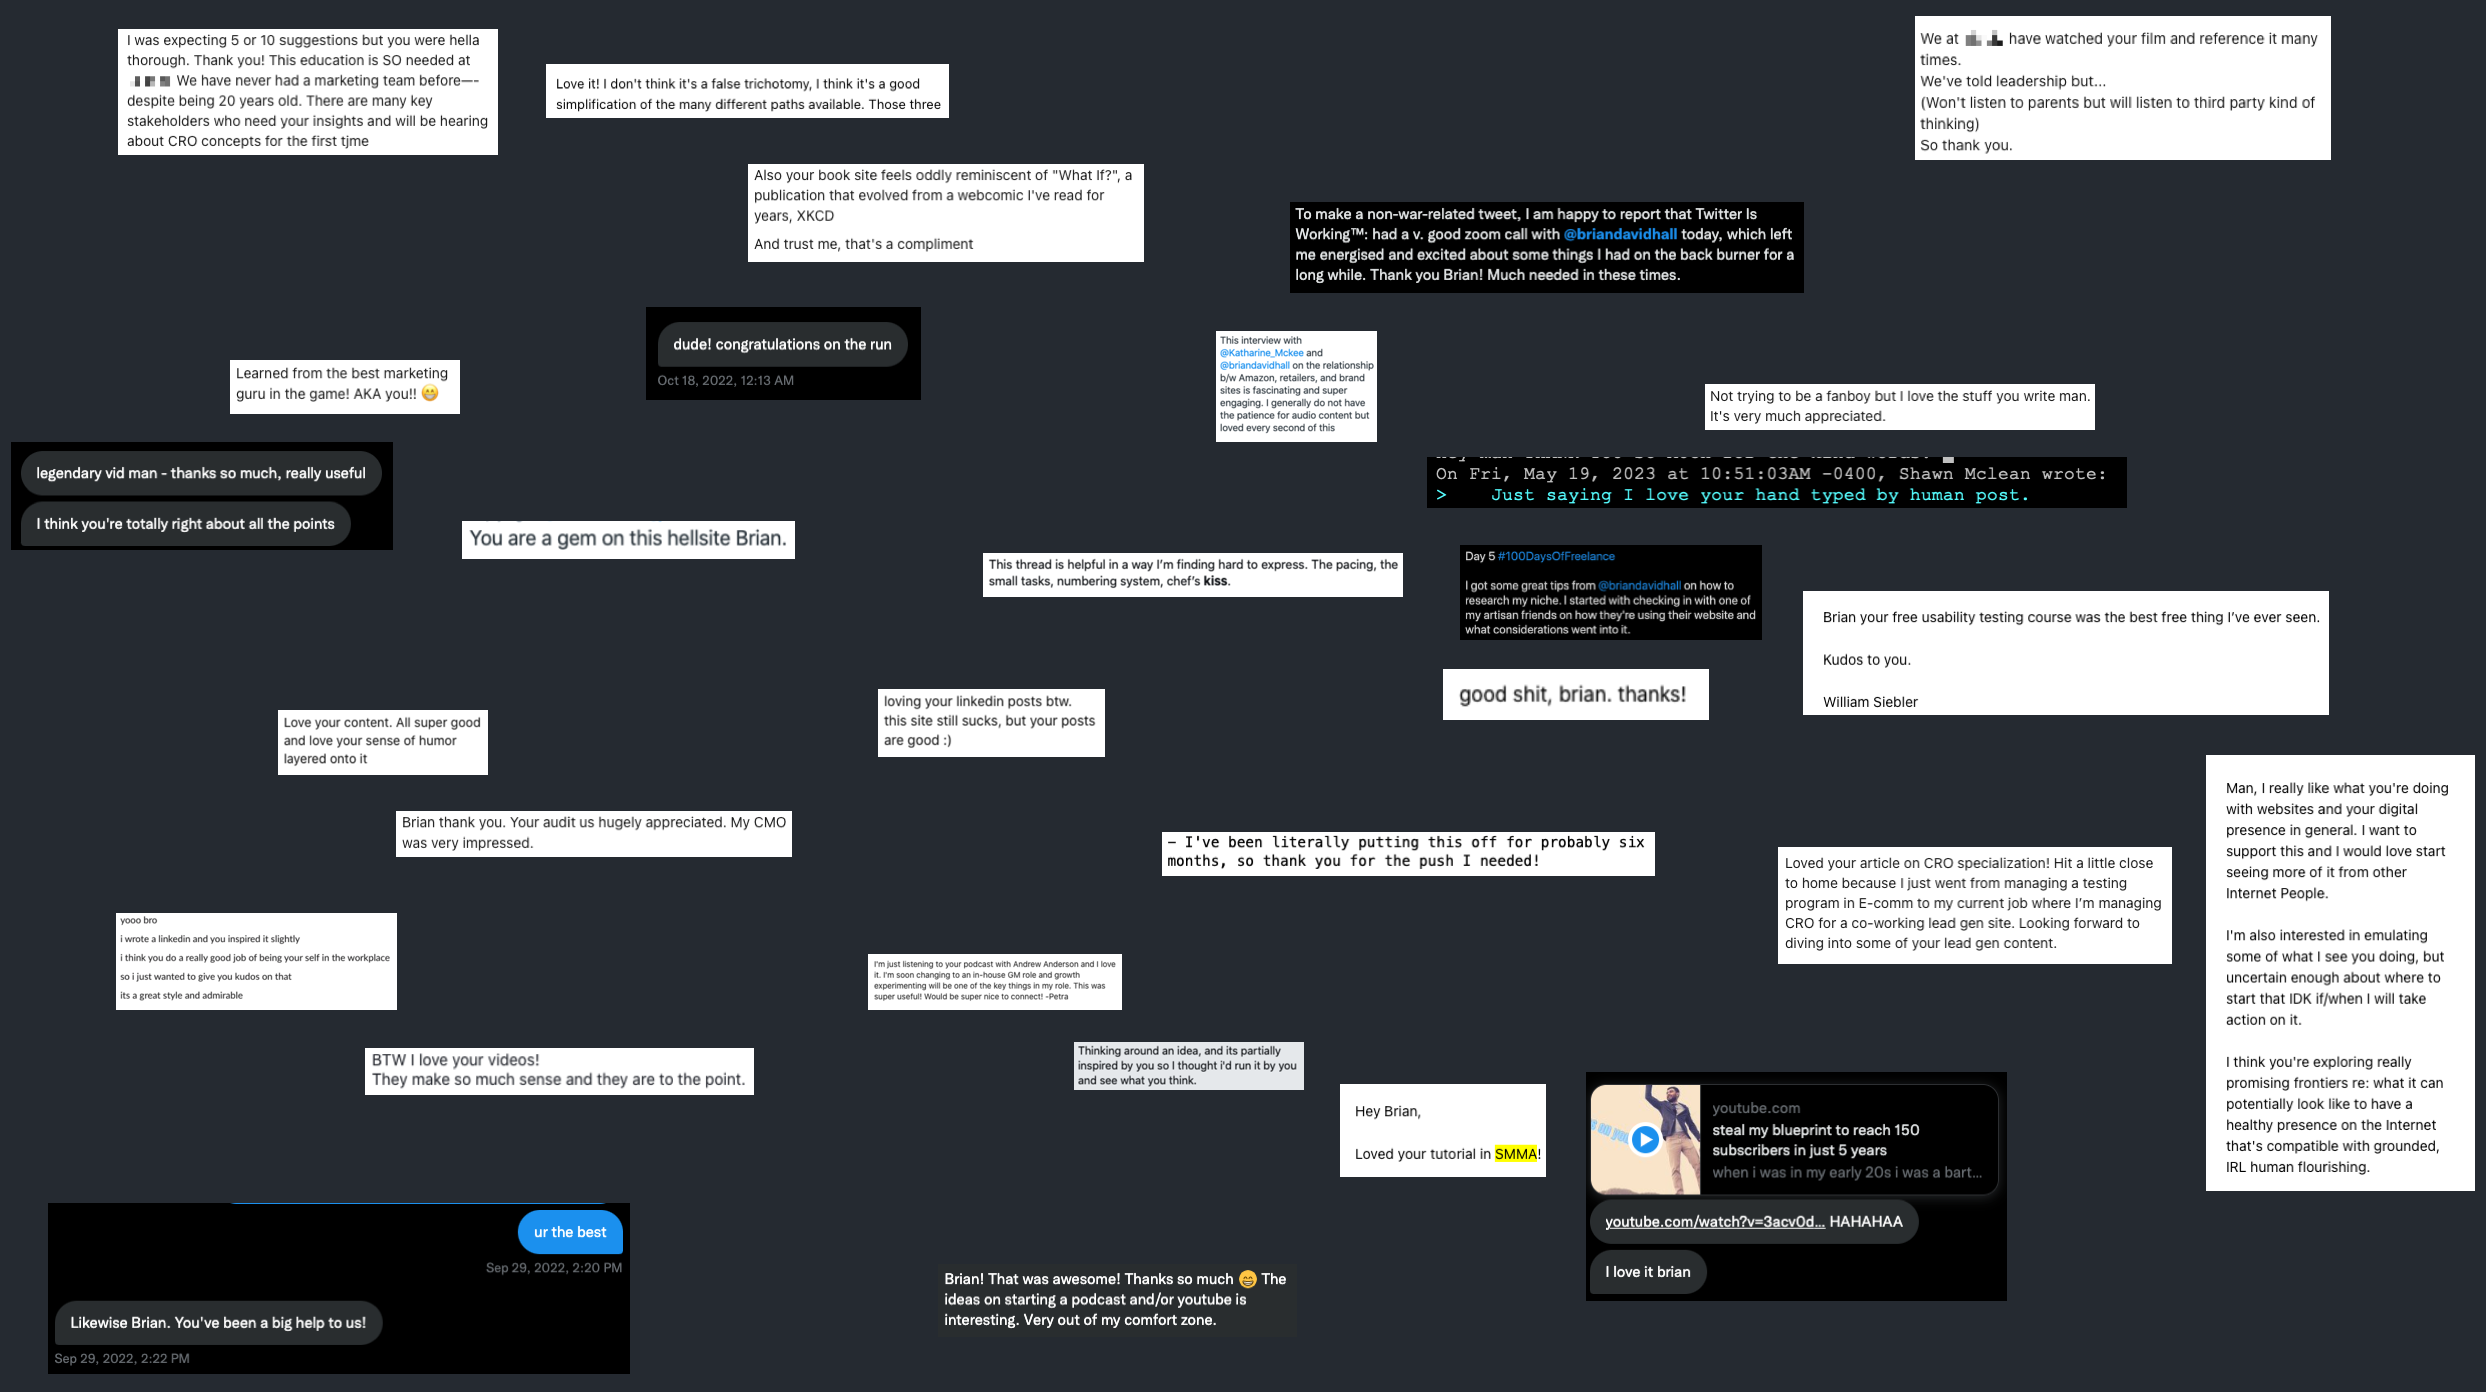 I was expecting 5 or 10 suggestions but you were hella
thorough. Thank you! This education is SO needed at
We have never had a marketing team before—-
despite being 20 years old. There are many key
stakeholders who need your insights and will be hearing
about CRO concepts for the first tjme
Love it! I don't think it's a false trichotomy, I think it's a good
simplification of the many different paths available. Those three
We at have watched your film and reference it many
times.
We've told leadership but...
(Won't listen to parents but will listen to third party kind of
thinking)
So thank you.
Also your book site feels oddly reminiscent of "What If?", a
publication that evolved from a webcomic I've read for
years, XKCD
And trust me, that's a compliment
To make a non-war-related tweet, I am happy to report that Twitter Is
Working™: had a v. good zoom call with @briandavidhall today, which left
me energised and excited about some things I had on the back burner for a
long while. Thank you Brian! Much needed in these times.
dude! congratulations on the run
Oct 18, 2022, 12:13 AM
This interview with
@Katharine_Mckee and
@briandavidhall on the relationship
b/w Amazon, retailers, and brand
sites is fascinating and super
engaging. I generally do not have
the patience for audio content but
loved every second of this
Learned from the best marketing
guru in the game! AKA you!! 😁
Not trying to be a fanboy but I love the stuff you write man.
It's very much appreciated.
legendary vid man - thanks so much, really useful
I think you're totally right about all the points
On Fri, May 19, 2023 at 10:51:03AM -0400, Shawn Mclean wrote:
> Just saying I love your hand typed by human post.
You are a gem on this hellsite Brian.
This thread is helpful in a way I'm finding hard to express. The pacing, the
small tasks, numbering system, chef's kiss.
Day 5 #100DaysOfFreelance
I got some great tips from @briandavidhall on how to
research my niche. I started with checking in with one of
my artisan friends on how they're using their website and
what considerations went into it.
Brian your free usability testing course was the best free thing I've ever seen.
Kudos to you.
William Siebler
good shit, brian. thanks!
loving your linkedin posts btw.
this site still sucks, but your posts
are good :)
Love your content. All super good
and love your sense of humor
layered onto it
Man, I really like what you're doing
with websites and your digital
presence in general. I want to
support this and I would love start
seeing more of it from other
Internet People.
I'm also interested in emulating
some of what I see you doing, but
uncertain enough about where to
start that IDK if/when I will take
action on it.
I think you're exploring really
promising frontiers re: what it can
potentially look like to have a
healthy presence on the Internet
that's compatible with grounded,
IRL human flourishing.
Brian thank you. Your audit us hugely appreciated. My CMO
was very impressed.
– I've been literally putting this off for probably six
months, so thank you for the push I needed!
Loved your article on CRO specialization! Hit a little close
to home because I just went from managing a testing
program in E-comm to my current job where I'm managing
CRO for a co-working lead gen site. Looking forward to
diving into some of your lead gen content.
yooo bro
i wrote a linkedin and you inspired it slightly
i think you do a really good job of being your self in the workplace
so i just wanted to give you kudos on that
its a great style and admirable
I'm just listening to your podcast with Andrew Anderson and I love
it. I'm soon changing to an in-house GM role and growth
experimenting will be one of the key things in my role. This was
super useful! Would be super nice to connect! -Petra
BTW I love your videos!
They make so much sense and they are to the point.
Thinking around an idea, and its partially
inspired by you so I thought i'd run it by you
and see what you think.
Hey Brian,
Loved your tutorial in SMMA!
youtube.com
steal my blueprint to reach 150
subscribers in just 5 years
when i was in my early 20s i was a bart...
youtube.com/watch?v=3acv0d... HAHAHAA
I love it brian
ur the best
Sep 29, 2022, 2:20 PM
Likewise Brian. You've been a big help to us!
Sep 29, 2022, 2:22 PM
Brian! That was awesome! Thanks so much 😁 The
ideas on starting a podcast and/or youtube is
interesting. Very out of my comfort zone.